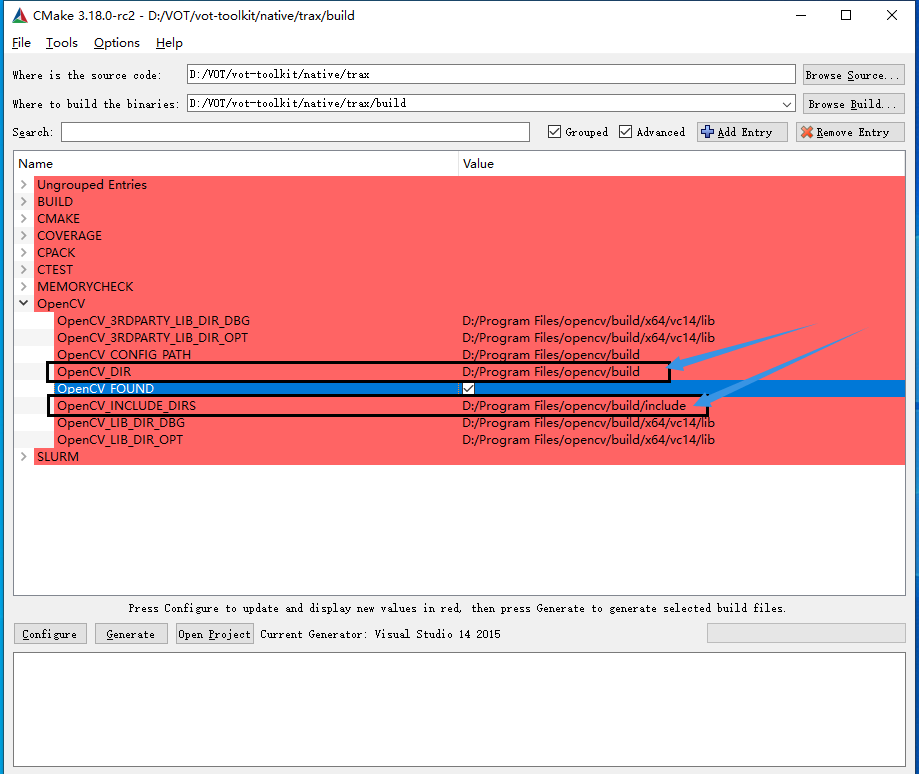 CMake 3.18.0-rc2 - D:/VOT/vot-toolkit/native/trax/build
File Tools Options Help
Where is the source code: D:/VOT/vot-toolkit/native/trax Browse Source...
Where to build the binaries: D:/VOT/vot-toolkit/native/trax/build Browse Build...
Search: Grouped Advanced Add Entry Remove Entry
Name Value
Ungrouped Entries
BUILD
CMAKE
COVERAGE
CPACK
CTEST
MEMORYCHECK
OpenCV
OpenCV_3RDPARTY_LIB_DIR_DBG D:/Program Files/opencv/build/x64/vc14/lib
OpenCV_3RDPARTY_LIB_DIR_OPT D:/Program Files/opencv/build/x64/vc14/lib
OpenCV_CONFIG_PATH D:/Program Files/opencv/build
OpenCV_DIR D:/Program Files/opencv/build
OpenCV_FOUND
OpenCV_INCLUDE_DIRS D:/Program Files/opencv/build/include
OpenCV_LIB_DIR_DBG D:/Program Files/opencv/build/x64/vc14/lib
OpenCV_LIB_DIR_OPT D:/Program Files/opencv/build/x64/vc14/lib
SLURM
Press Configure to update and display new values in red, then press Generate to generate selected build files.
Configure Generate Open Project Current Generator: Visual Studio 14 2015